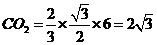 CO₂ = 2/3 × √3/2 × 6 = 2√3